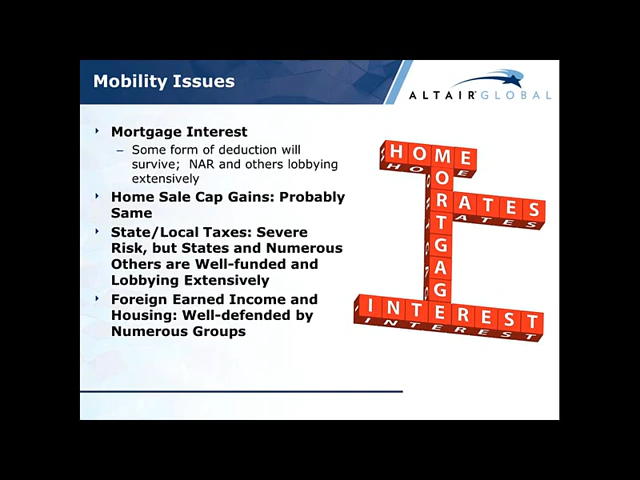 Mobility Issues
ALTAIR GLOBAL
Mortgage Interest
– Some form of deduction will
survive; NAR and others lobbying
extensively
Home Sale Cap Gains: Probably
Same
State/Local Taxes: Severe
Risk, but States and Numerous
Others are Well-funded and
Lobbying Extensively
Foreign Earned Income and
Housing: Well-defended by
Numerous Groups
HOME
MORTGAGE
RATES
INTEREST